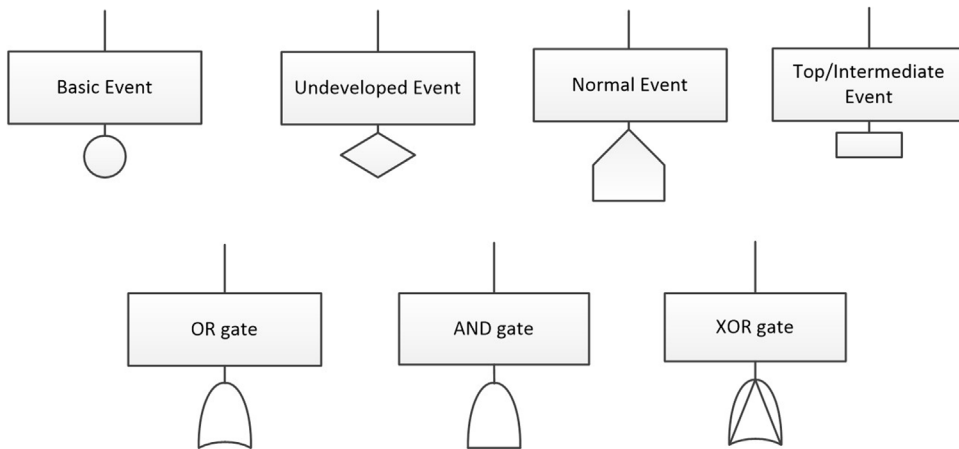 Basic Event
Undeveloped Event
Normal Event
Top/Intermediate
Event
OR gate
AND gate
XOR gate